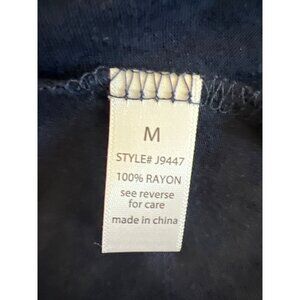 M
STYLE# J9447
100% RAYON
see reverse
for care
made in china